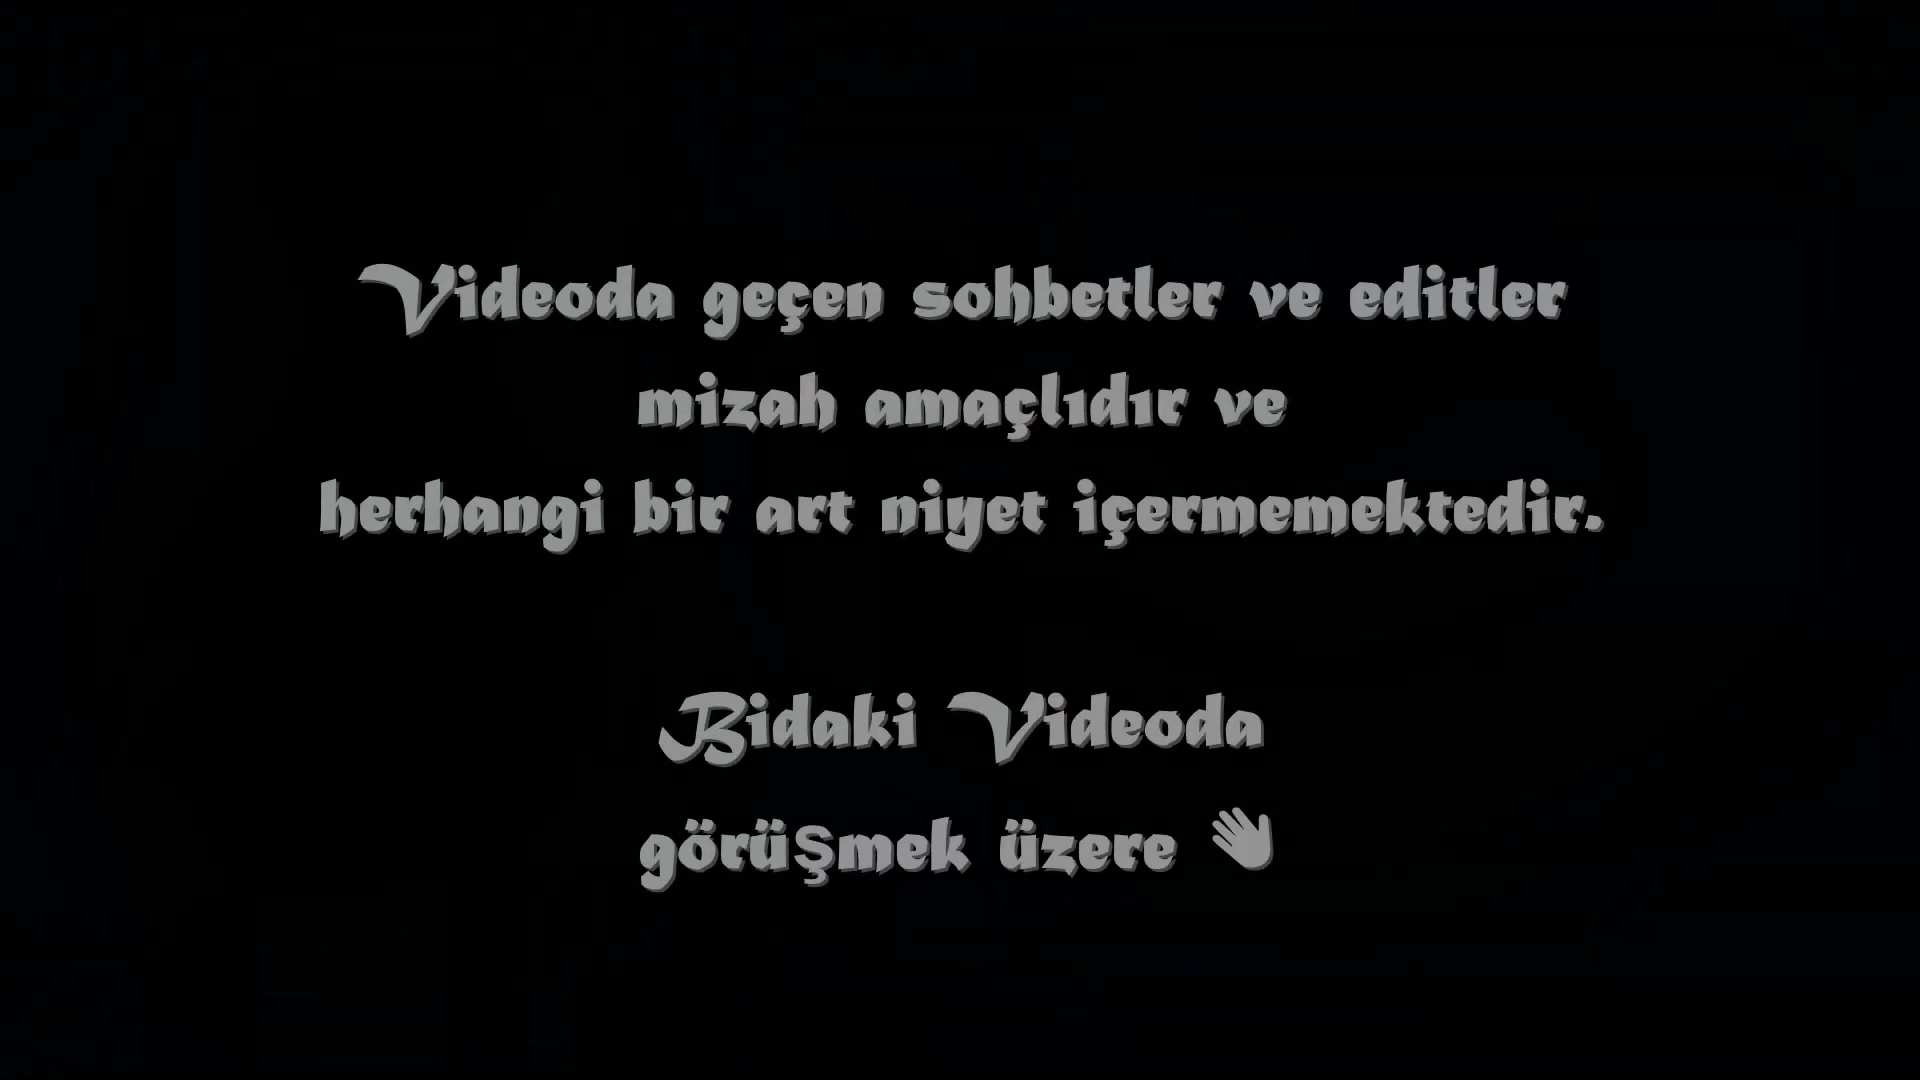 Videoda geçen sohbetler ve editler
mizah amaçlıdır ve
herhangi bir art niyet içermemektedir.
Bidaki Videoda
görüşmek üzere 👋